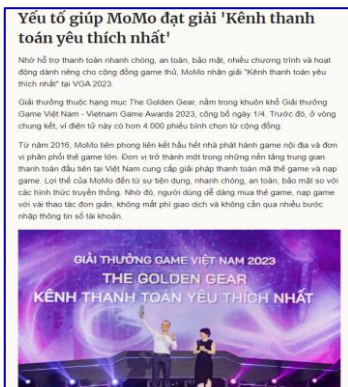 Yếu tố giúp MoMo đạt giải 'Kênh thanh
toán yêu thích nhất'
Nhờ hỗ trợ thanh toán nhanh chóng, an toàn, bảo mật, nhiều chương trình và hoạt
động dành riêng cho cộng đồng game thủ, MoMo nhận giải "Kênh thanh toán yêu
thích nhất" tại VGA 2023.
Giải thưởng thuộc hạng mục The Golden Gear, nằm trong khuôn khổ Giải thưởng
Game Việt Nam - Vietnam Game Awards 2023, công bố ngày 1/4. Trước đó, ở vòng
chung kết, ví điện tử này có hơn 4.000 phiếu bình chọn từ cộng đồng.
Từ năm 2016, MoMo tiên phong liên kết hầu hết nhà phát hành game nội địa và đơn
vị phân phối thẻ game lớn. Đơn vị trở thành một trong những nền tảng trung gian
thanh toán đầu tiên tại Việt Nam cung cấp giải pháp thanh toán mã thẻ game và nạp
game. Lợi thế của MoMo đến từ sự tiện dụng, nhanh chóng, an toàn, bảo mật so với
các hình thức truyền thống. Nhờ đó, người dùng dễ dàng mua thẻ game, nạp game
với vài thao tác đơn giản, không mất phí giao dịch và không cần qua nhiều bước
nhập thông tin số tài khoản.
GIẢI THƯỞNG GAME VIỆT NAM 2023
THE GOLDEN GEAR
KÊNH THANH TOÁN YÊU THÍCH NHẤT